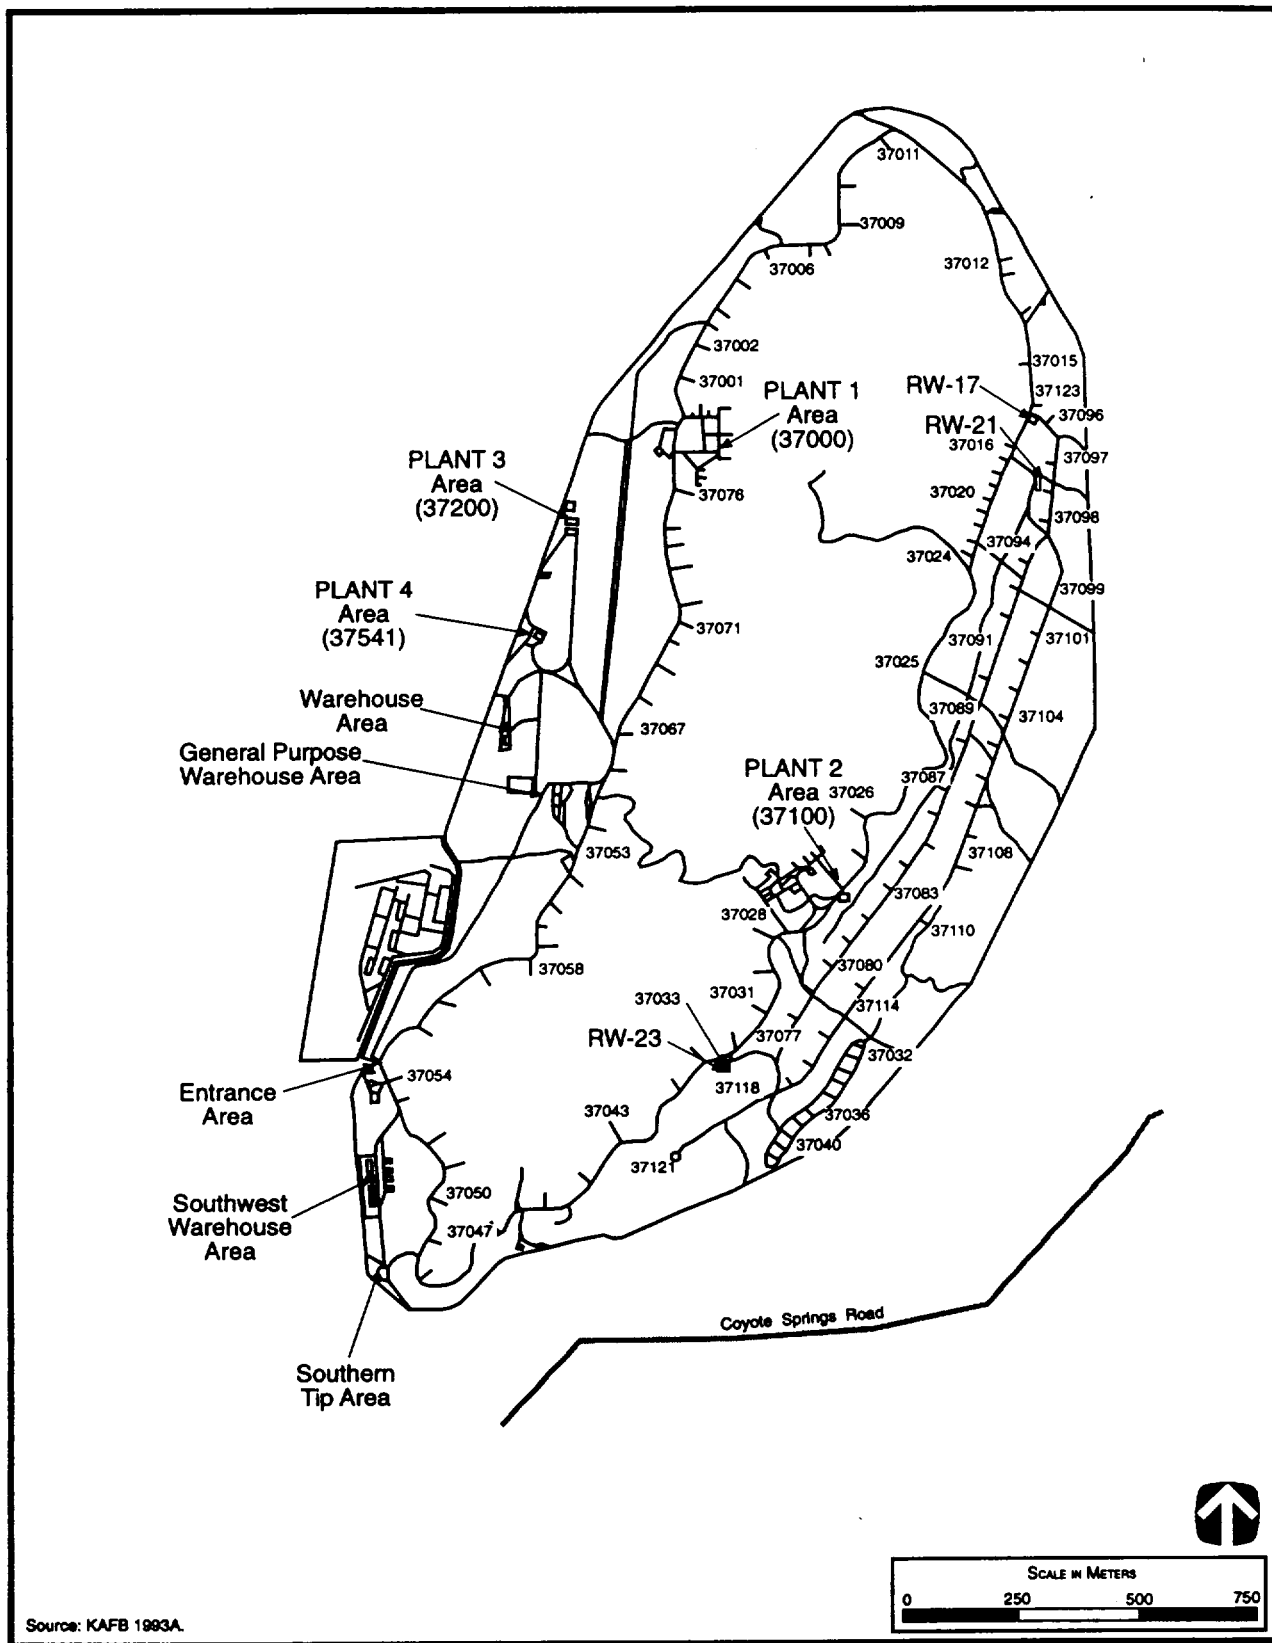 37011
37009
37012
37006
37002
37015
37001
37123
PLANT 1
Area
(37000)
RW-17
37096
RW-21
37016
37097
PLANT 3
Area
(37200)
37076
37020
37098
37094
37024
PLANT 4
Area
(37541)
37099
37071
37091
37101
37025
Warehouse
Area
37089
37104
37067
General Purpose
Warehouse Area
PLANT 2
Area
(37100)
37087
37026
37053
37108
37083
37028
37110
37058
37080
37033
37031
37114
RW-23
37077
37032
37054
37118
Entrance
Area
37043
37036
37040
37121
37050
Southwest
Warehouse
Area
37047
Coyote Springs Road
Southern
Tip Area
SCALE IN METERS
0 250 500 750
Source: KAFB 1993A.